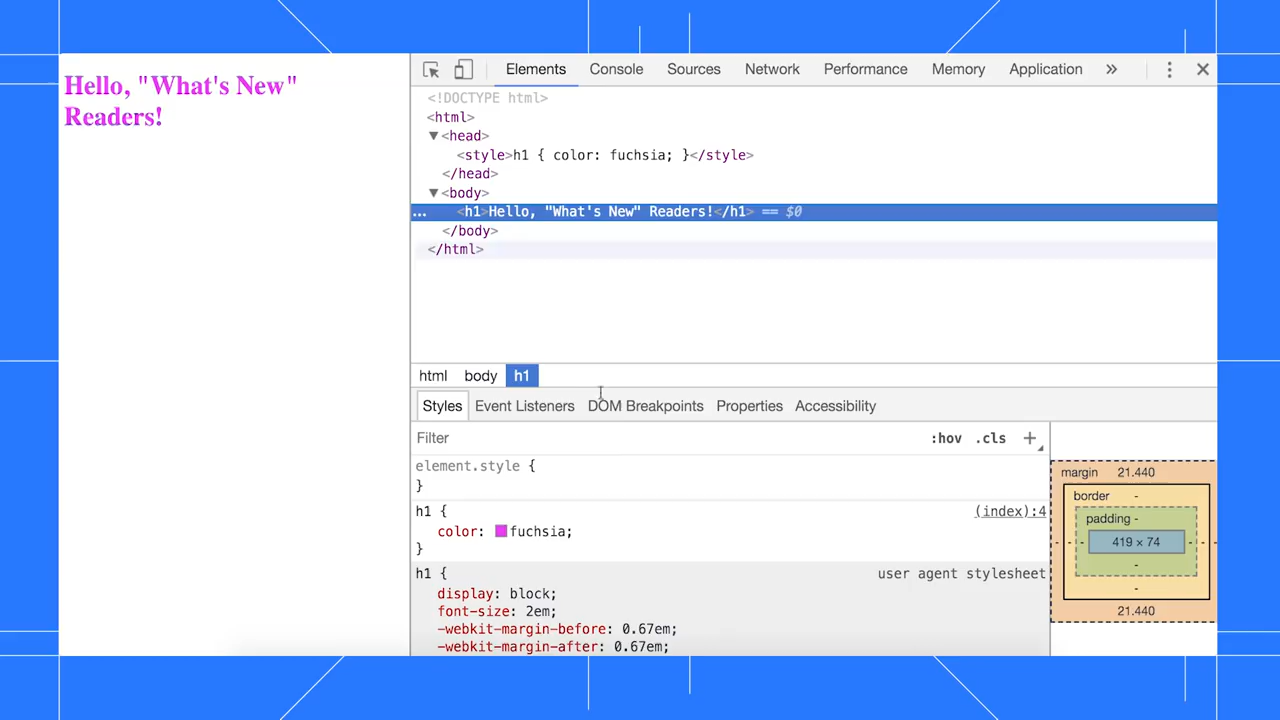 Hello, "What's New"
Readers!
Elements Console Sources Network Performance Memory Application »
<!DOCTYPE html>
<html>
▼<head>
<style>h1 { color: fuchsia; }</style>
</head>
▼<body>
... <h1>Hello, "What's New" Readers!</h1> == $0
</body>
</html>
html body h1
Styles Event Listeners DOM Breakpoints Properties Accessibility
Filter :hov .cls +
element.style {
}
h1 { (index):4
color: fuchsia;
}
h1 { user agent stylesheet
display: block;
font-size: 2em;
-webkit-margin-before: 0.67em;
-webkit-margin-after: 0.67em;
margin 21.440
border -
padding -
- - - 419 × 74 - - -
-
-
21.440